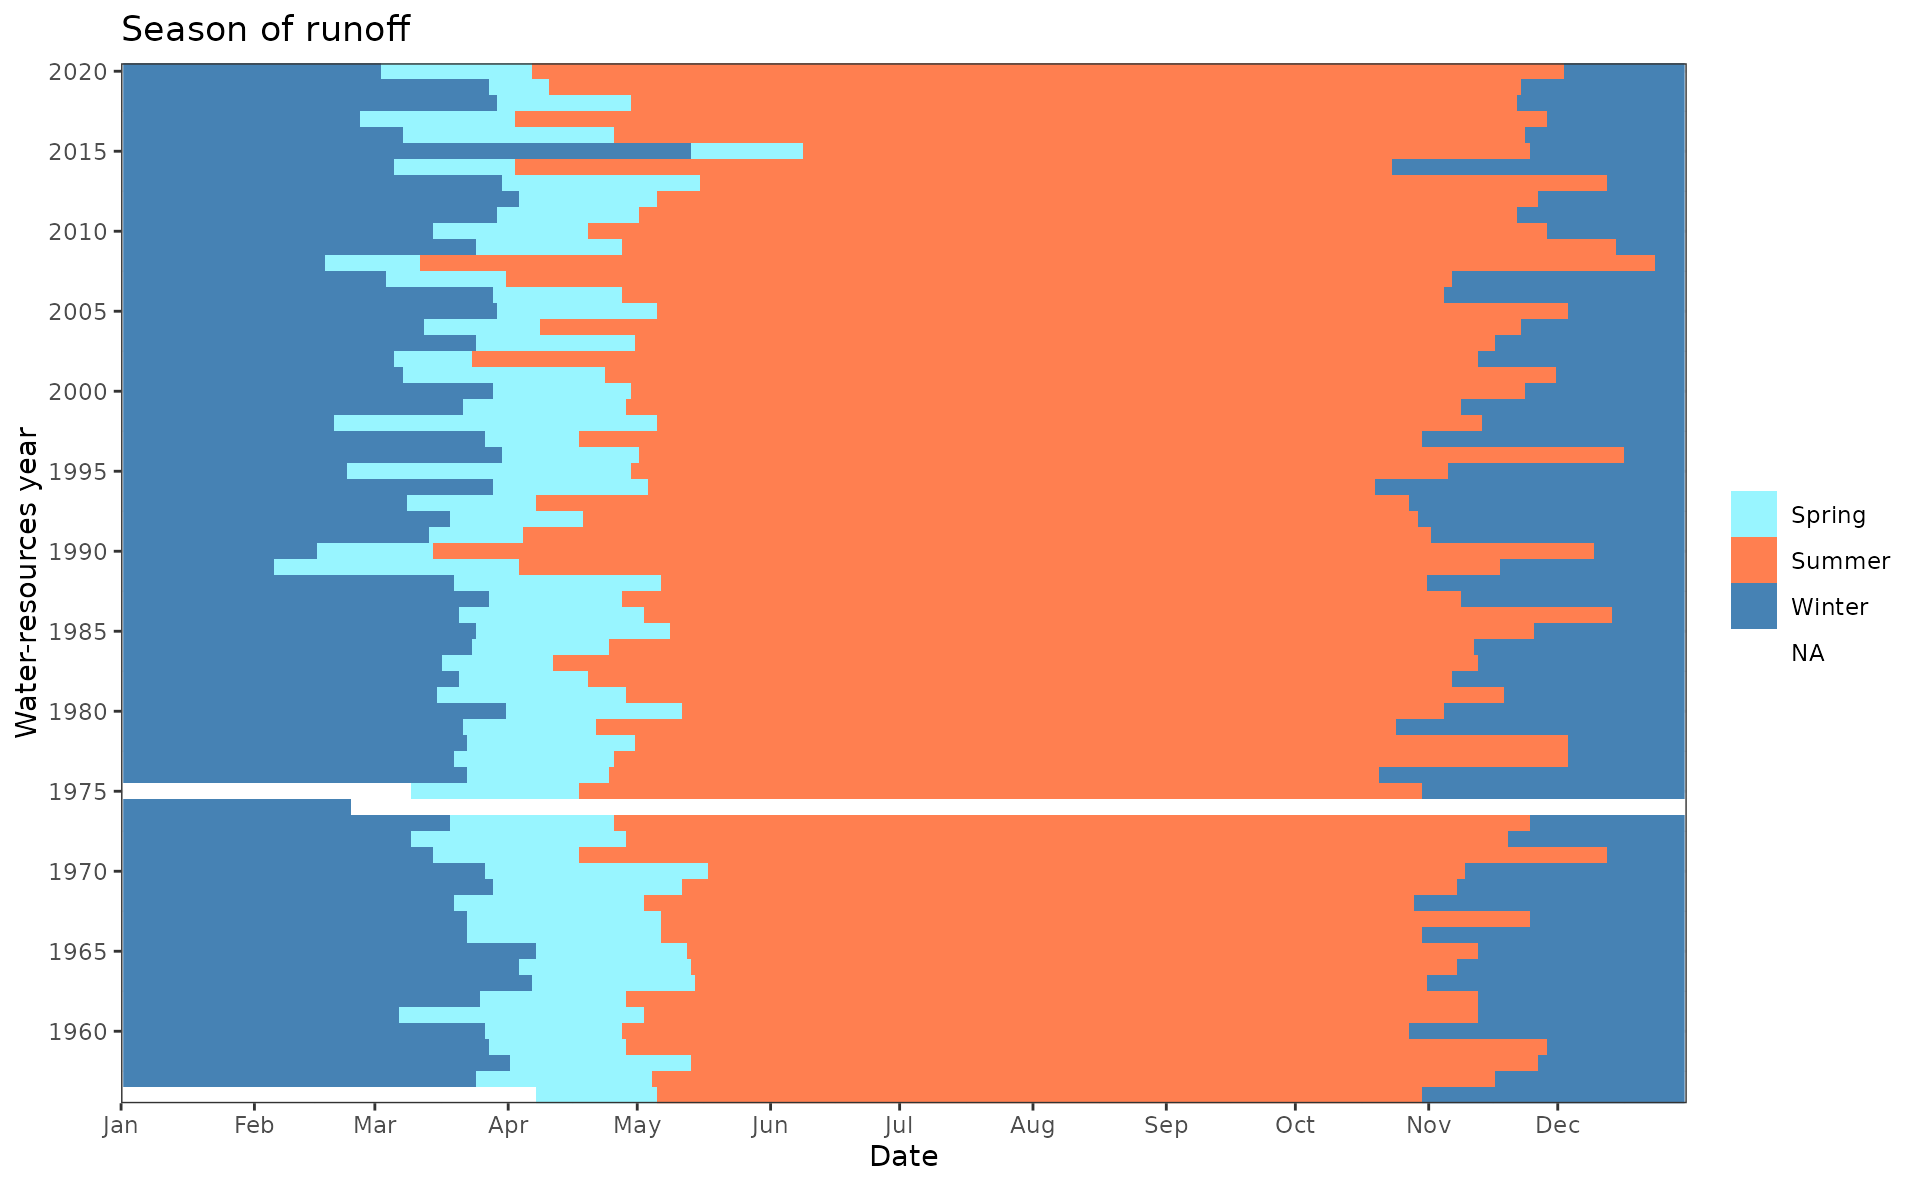 Season of runoff
Water-resources year
2020
2015
2010
2005
2000
1995
1990
1985
1980
1975
1970
1965
1960
Jan Feb Mar Apr May Jun Jul Aug Sep Oct Nov Dec
Date
Spring
Summer
Winter
NA